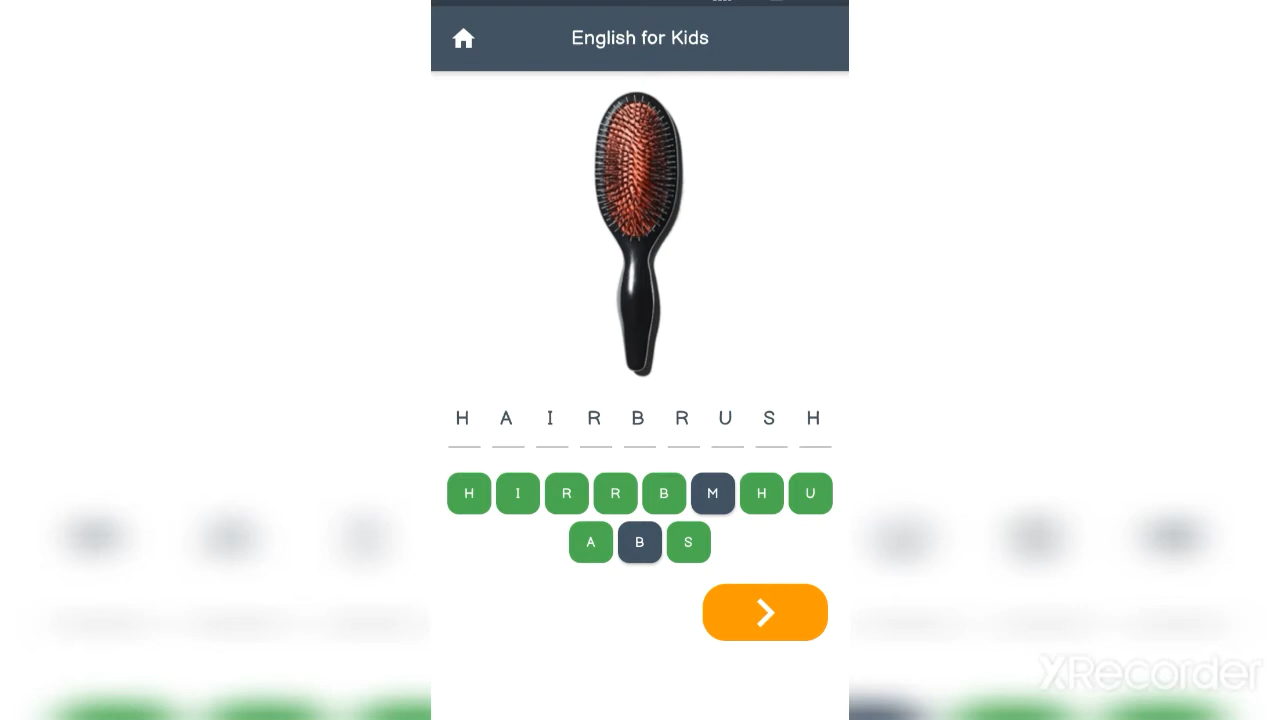 English for Kids
H A I R B R U S H
H I R R B M H U
A B S
XRecorder